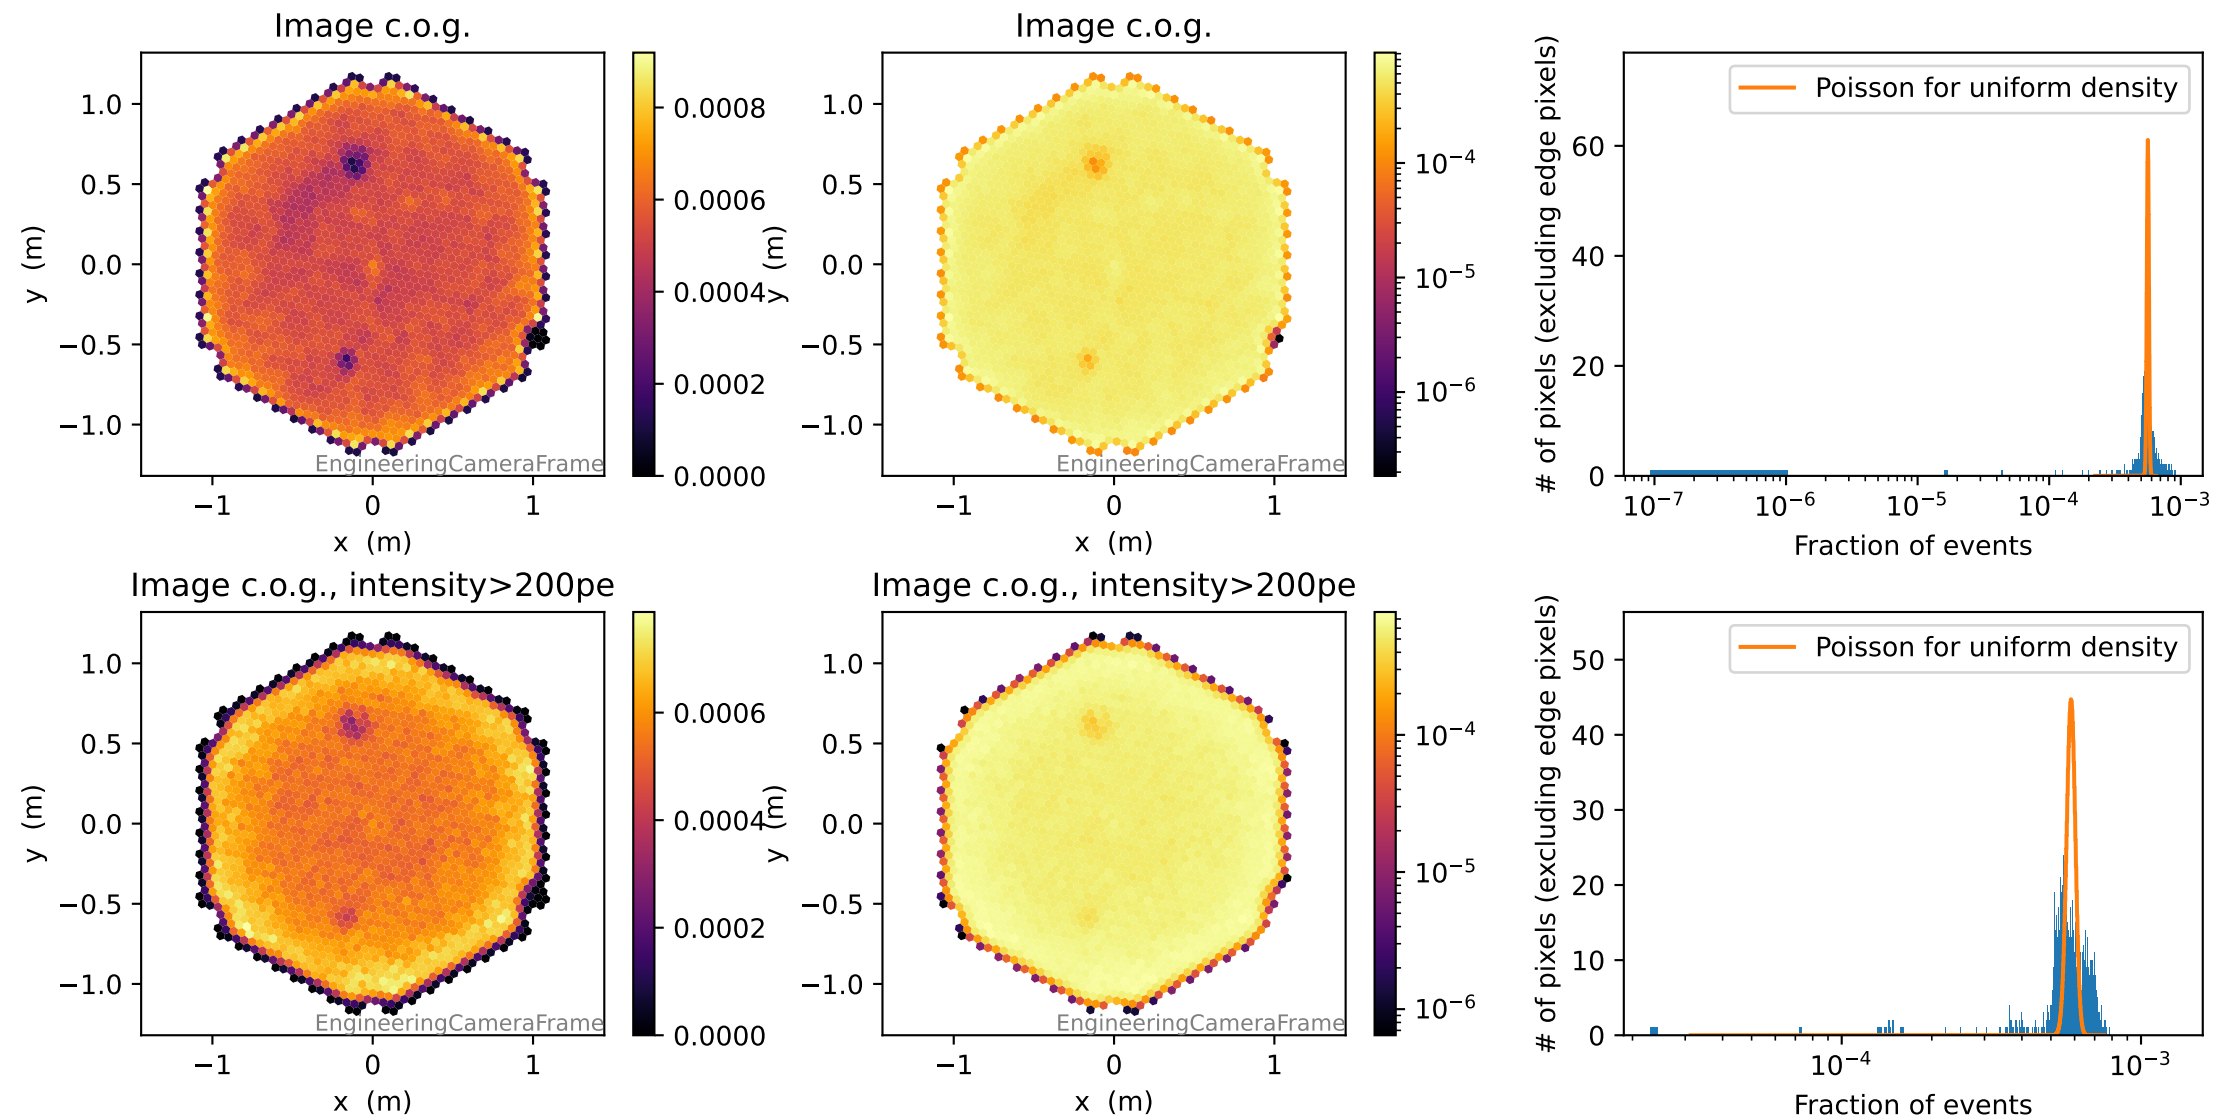 Image c.o.g.
1.0
0.5
0.0
−0.5
−1.0
y (m)
−1
0
1
x (m)
EngineeringCameraFrame
0.0008
0.0006
0.0004
0.0002
0.0000
Image c.o.g.
1.0
0.5
0.0
−0.5
−1.0
y (m)
−1
0
1
x (m)
EngineeringCameraFrame
10−4
10−5
10−6
Poisson for uniform density
# of pixels (excluding edge pixels)
60
40
20
0
10−7
10−6
10−5
10−4
10−3
Fraction of events
Image c.o.g., intensity>200pe
1.0
0.5
0.0
−0.5
−1.0
y (m)
−1
0
1
x (m)
EngineeringCameraFrame
0.0006
0.0004
0.0002
0.0000
Image c.o.g., intensity>200pe
1.0
0.5
0.0
−0.5
−1.0
y (m)
−1
0
1
x (m)
EngineeringCameraFrame
10−4
10−5
10−6
Poisson for uniform density
# of pixels (excluding edge pixels)
50
40
30
20
10
0
10−4
10−3
Fraction of events